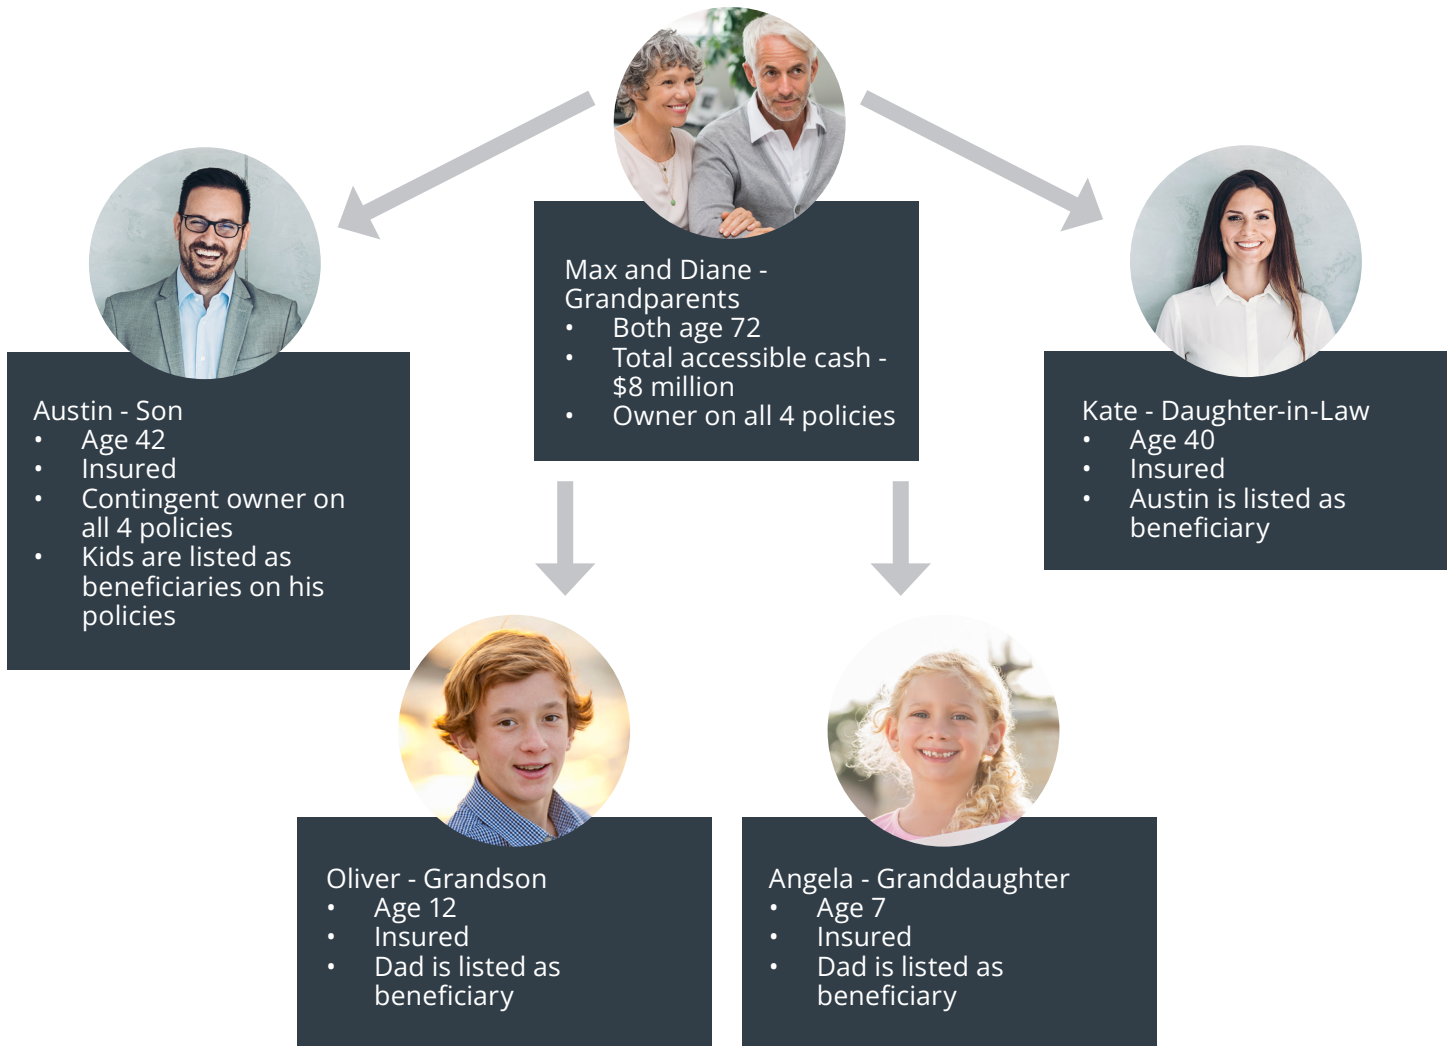 Max and Diane -
Grandparents
• Both age 72
• Total accessible cash -
$8 million
• Owner on all 4 policies
Austin - Son
• Age 42
• Insured
• Contingent owner on
all 4 policies
• Kids are listed as
beneficiaries on his
policies
Kate - Daughter-in-Law
• Age 40
• Insured
• Austin is listed as
beneficiary
Oliver - Grandson
• Age 12
• Insured
• Dad is listed as
beneficiary
Angela - Granddaughter
• Age 7
• Insured
• Dad is listed as
beneficiary